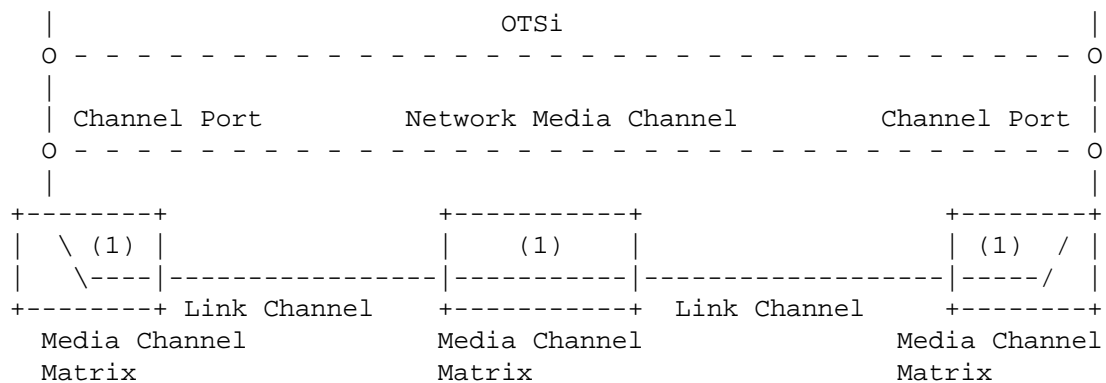 OTSi
Channel Port Network Media Channel Channel Port
(1) (1) (1)
Link Channel Link Channel
Media Channel Media Channel Media Channel
Matrix Matrix Matrix